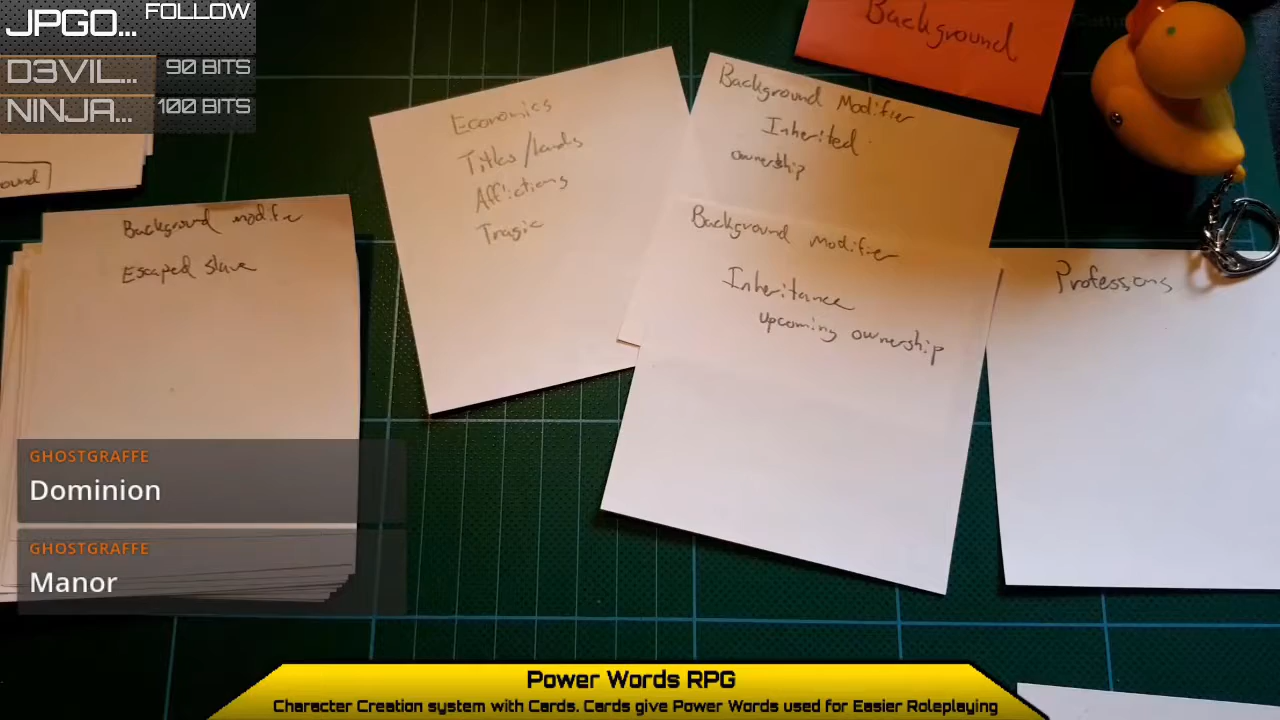 JPGO... FOLLOW
D3VIL... 90 BITS
NINJA... 100 BITS
Background
Economics
Titles/lands
Afflictions
Tragic
Background Modifier
Inherited
ownership
Background modifier
Inheritance
upcoming ownership
Professions
ound
Background modifier
Escaped slave
GHOSTGRAFFE
Dominion
GHOSTGRAFFE
Manor
Power Words RPG
Character Creation system with Cards. Cards give Power Words used for Easier Roleplaying